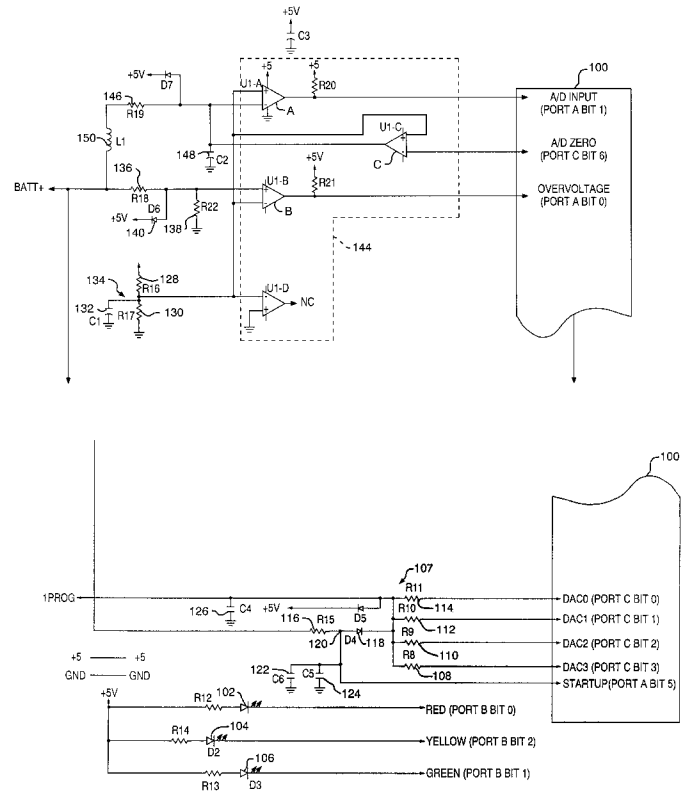 +5V
C3
+5V
D7
U1-A
+5
+5
R20
100
146
R19
A
A/D INPUT
(PORT A BIT 1)
150
L1
U1-C
148
C2
C
A/D ZERO
(PORT C BIT 6)
136
+5V
BATT+
R18
U1-B
R21
OVERVOLTAGE
(PORT A BIT 0)
D6
+5V
140
R22
138
B
144
134
128
R16
U1-D
132
C1
R17
130
NC
100
107
R11
1PROG
DAC0 (PORT C BIT 0)
126
C4
+5V
D5
R10
114
116
R15
DAC1 (PORT C BIT 1)
120
D4
118
R9
112
DAC2 (PORT C BIT 2)
R8
110
+5
+5
122
C6
C5
124
DAC3 (PORT C BIT 3)
108
GND
GND
STARTUP(PORT A BIT 5)
+5V
R12
102
RED (PORT B BIT 0)
R14
104
D2
YELLOW (PORT B BIT 2)
106
R13
D3
GREEN (PORT B BIT 1)